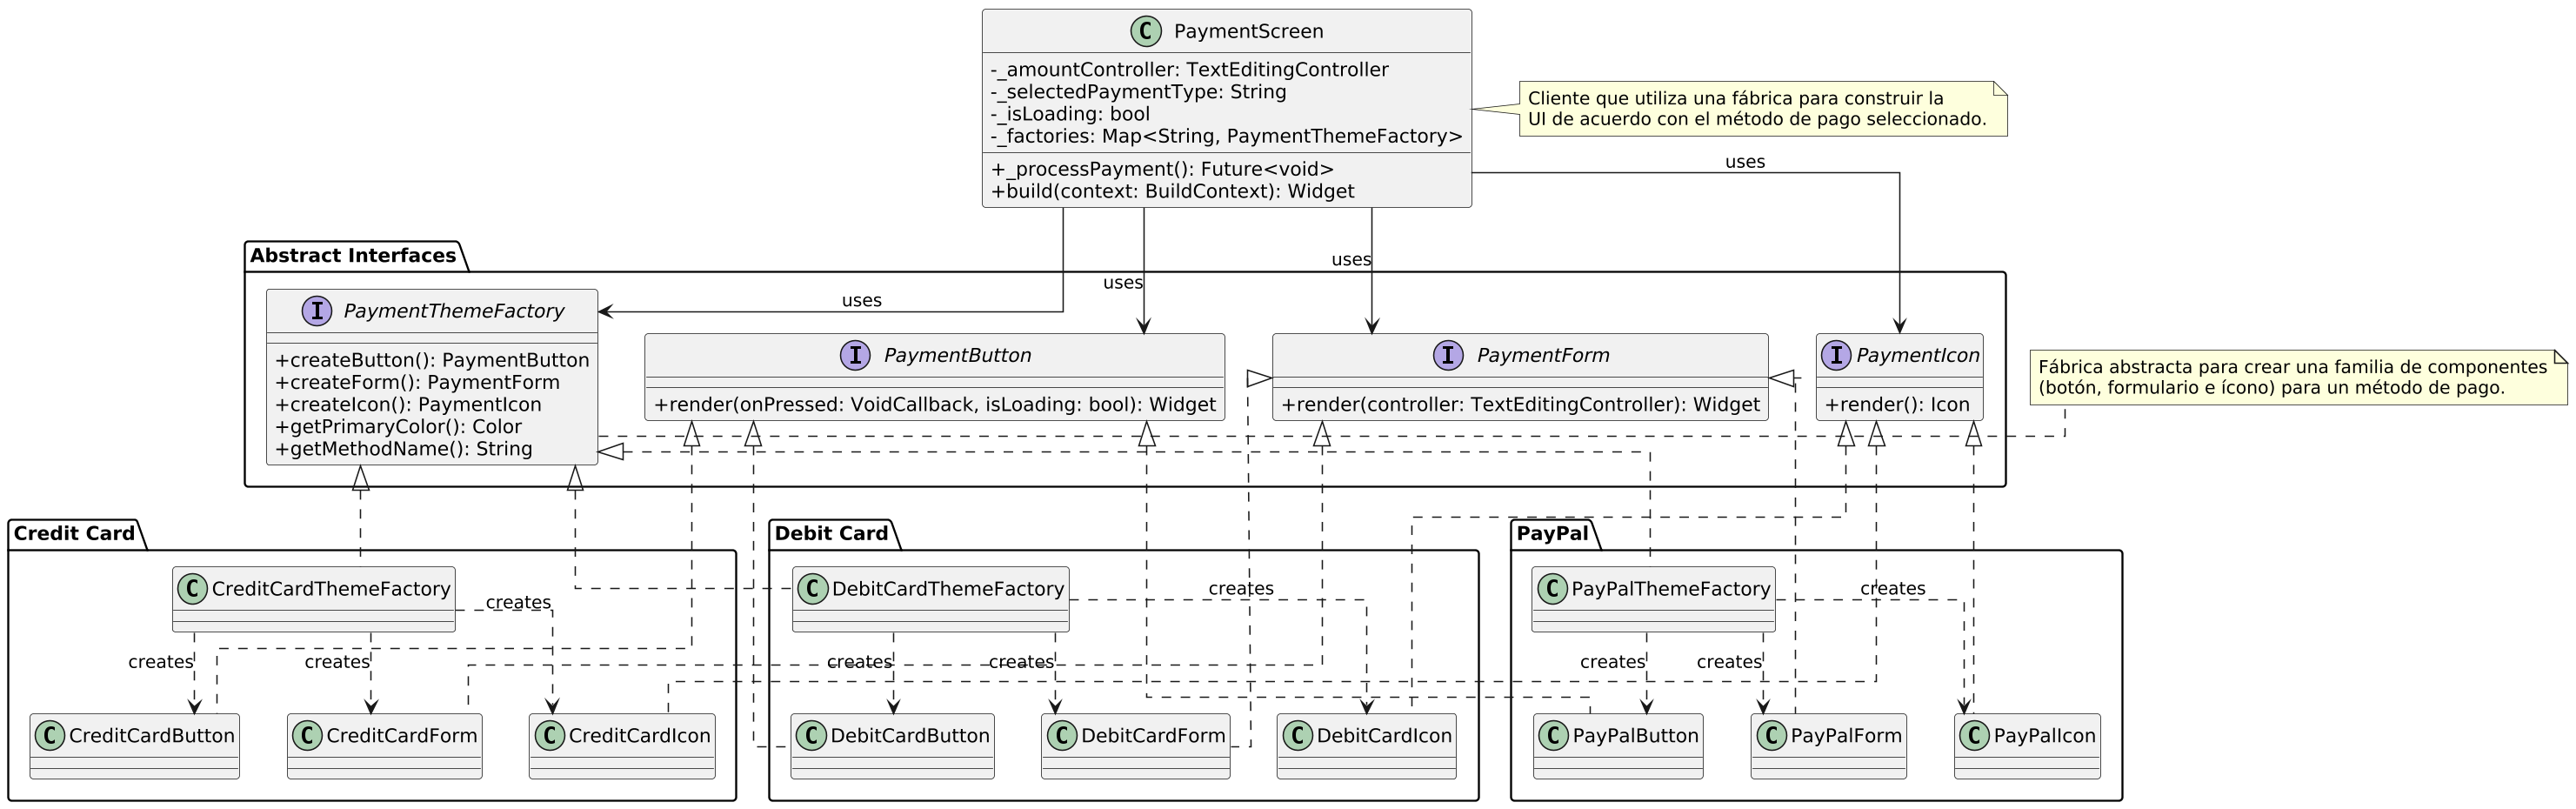 C PaymentScreen
-_amountController: TextEditingController
-_selectedPaymentType: String
-_isLoading: bool
-_factories: Map<String, PaymentThemeFactory>
+_processPayment(): Future<void>
+build(context: BuildContext): Widget
Cliente que utiliza una fábrica para construir la
UI de acuerdo con el método de pago seleccionado.
uses
uses
uses
uses
Abstract Interfaces
I PaymentThemeFactory
+createButton(): PaymentButton
+createForm(): PaymentForm
+createIcon(): PaymentIcon
+getPrimaryColor(): Color
+getMethodName(): String
I PaymentButton
+render(onPressed: VoidCallback, isLoading: bool): Widget
I PaymentForm
+render(controller: TextEditingController): Widget
I PaymentIcon
+render(): Icon
Fábrica abstracta para crear una familia de componentes
(botón, formulario e ícono) para un método de pago.
Credit Card
C CreditCardThemeFactory
creates
creates
creates
C CreditCardButton
C CreditCardForm
C CreditCardIcon
Debit Card
C DebitCardThemeFactory
creates
creates
creates
C DebitCardButton
C DebitCardForm
C DebitCardIcon
PayPal
C PayPalThemeFactory
creates
creates
creates
C PayPalButton
C PayPalForm
C PayPalIcon